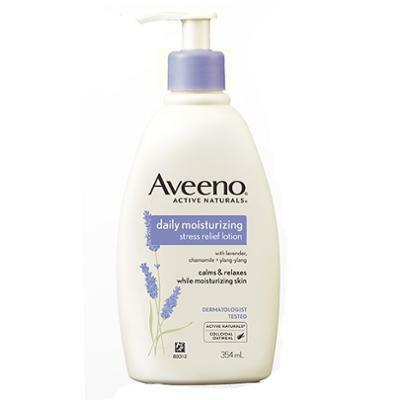 Aveeno®
ACTIVE NATURALS®
daily moisturizing
stress relief lotion
with lavender,
chamomile + ylang-ylang
calms & relaxes
while moisturizing skin
DERMATOLOGIST
TESTED
ACTIVE NATURALS®
COLLOIDAL
OATMEAL
354 mL